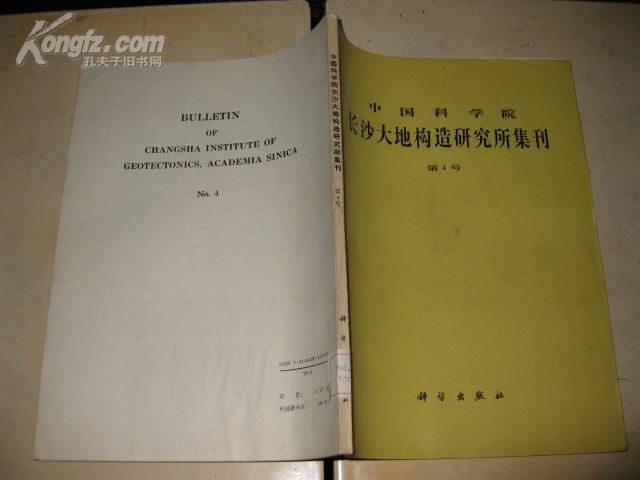 Kongfz.com
孔夫子旧书网
BULLETIN
OF
CHANGSHA INSTITUTE OF
GEOTECTONICS, ACADEMIA SINICA
No. 4
中国科学院长沙大地构造研究所集刊
第4号
科学
社
中国科学院
长沙大地构造研究所集刊
第4号
科学出版社